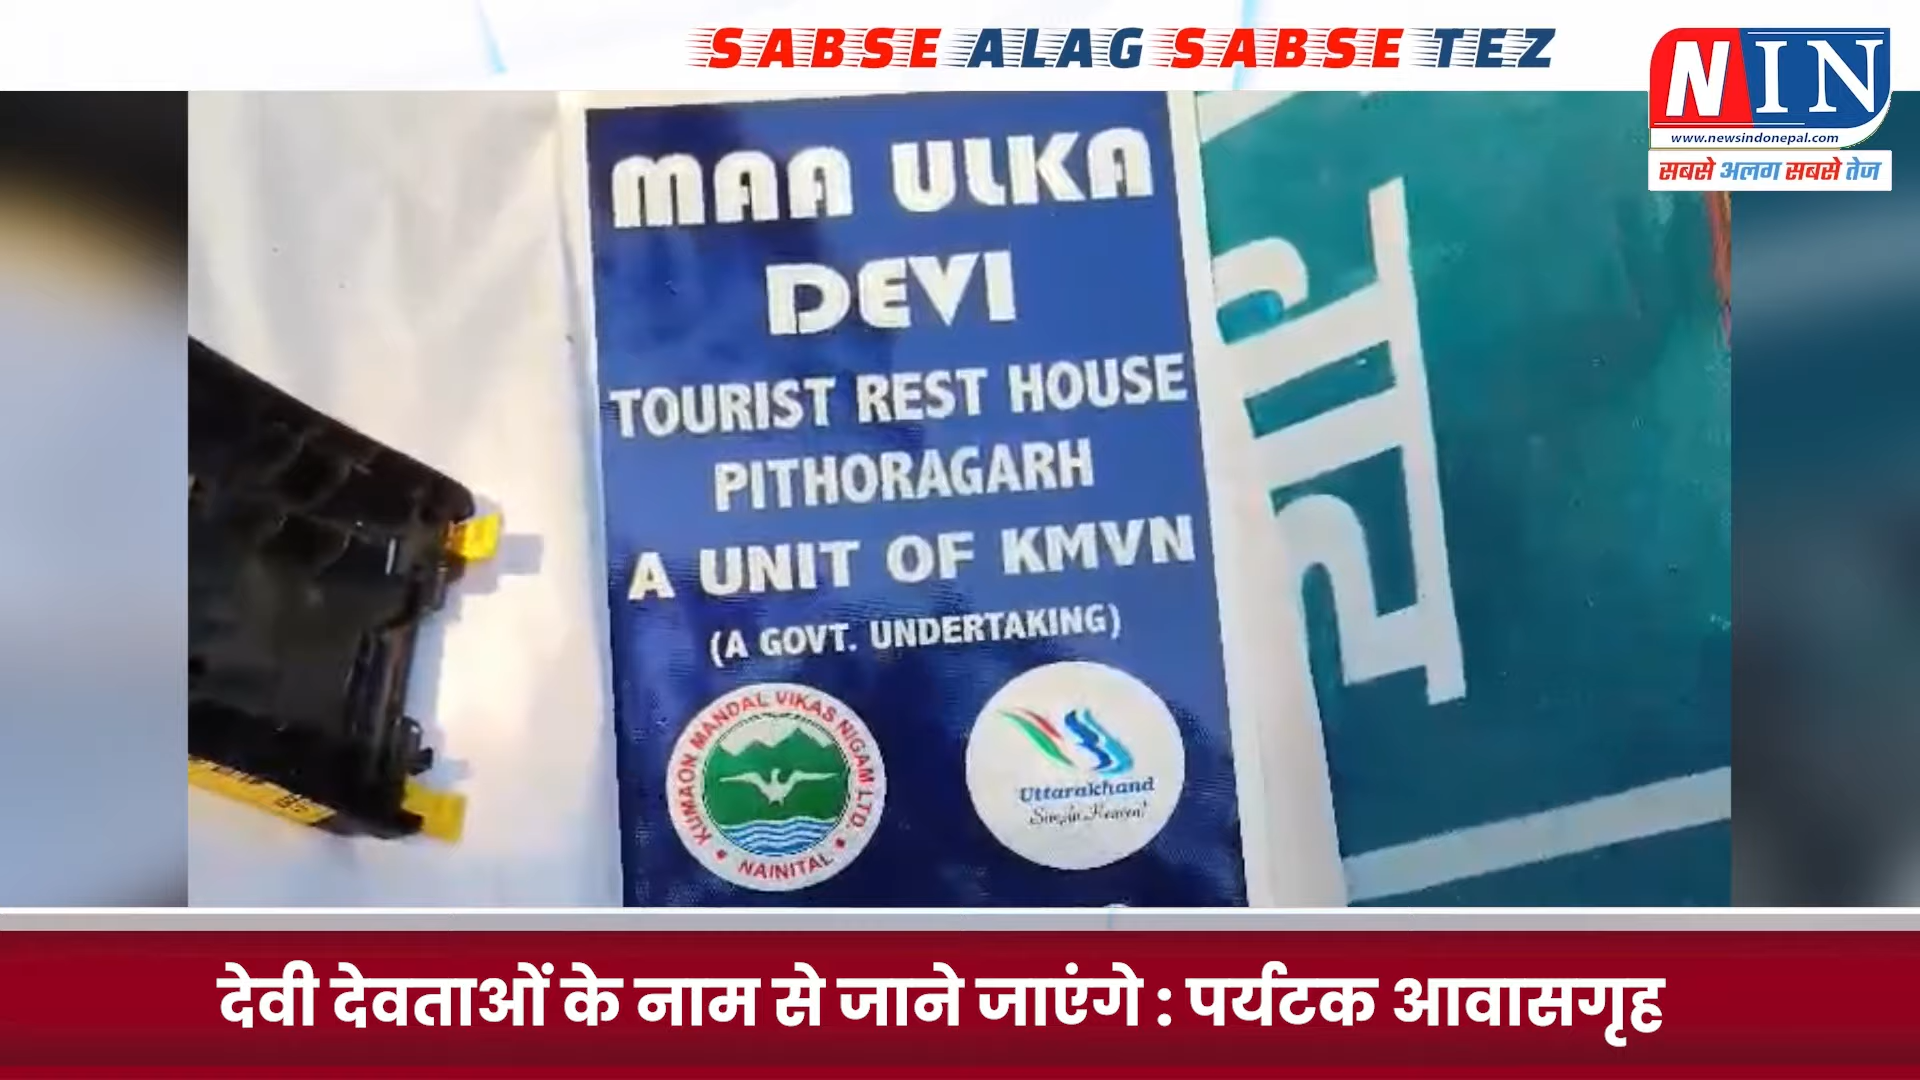 SABSE ALAG SABSE TEZ
NIN
www.newsindonepal.com
सबसे अलग सबसे तेज
MAA ULKA
DEVI
TOURIST REST HOUSE
PITHORAGARH
A UNIT OF KMVN
(A GOVT. UNDERTAKING)
KUMAON MANDAL VIKAS NIGAM LTD.
NAINITAL
Uttarakhand
Simply Heaven!
देवी देवताओं के नाम से जाने जाएंगे : पर्यटक आवासगृह